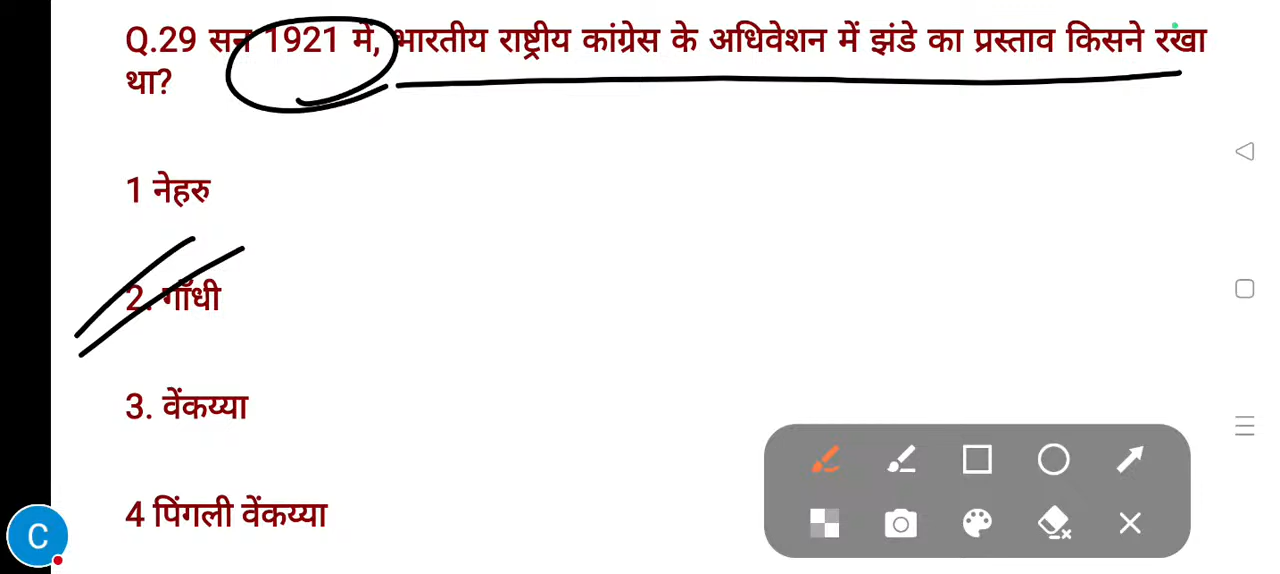 Q.29 सन 1921 में, भारतीय राष्ट्रीय कांग्रेस के अधिवेशन में झंडे का प्रस्ताव किसने रखा
था?
1 नेहरु
2. गाँधी
3. वेंकय्या
4 पिंगली वेंकय्या
C